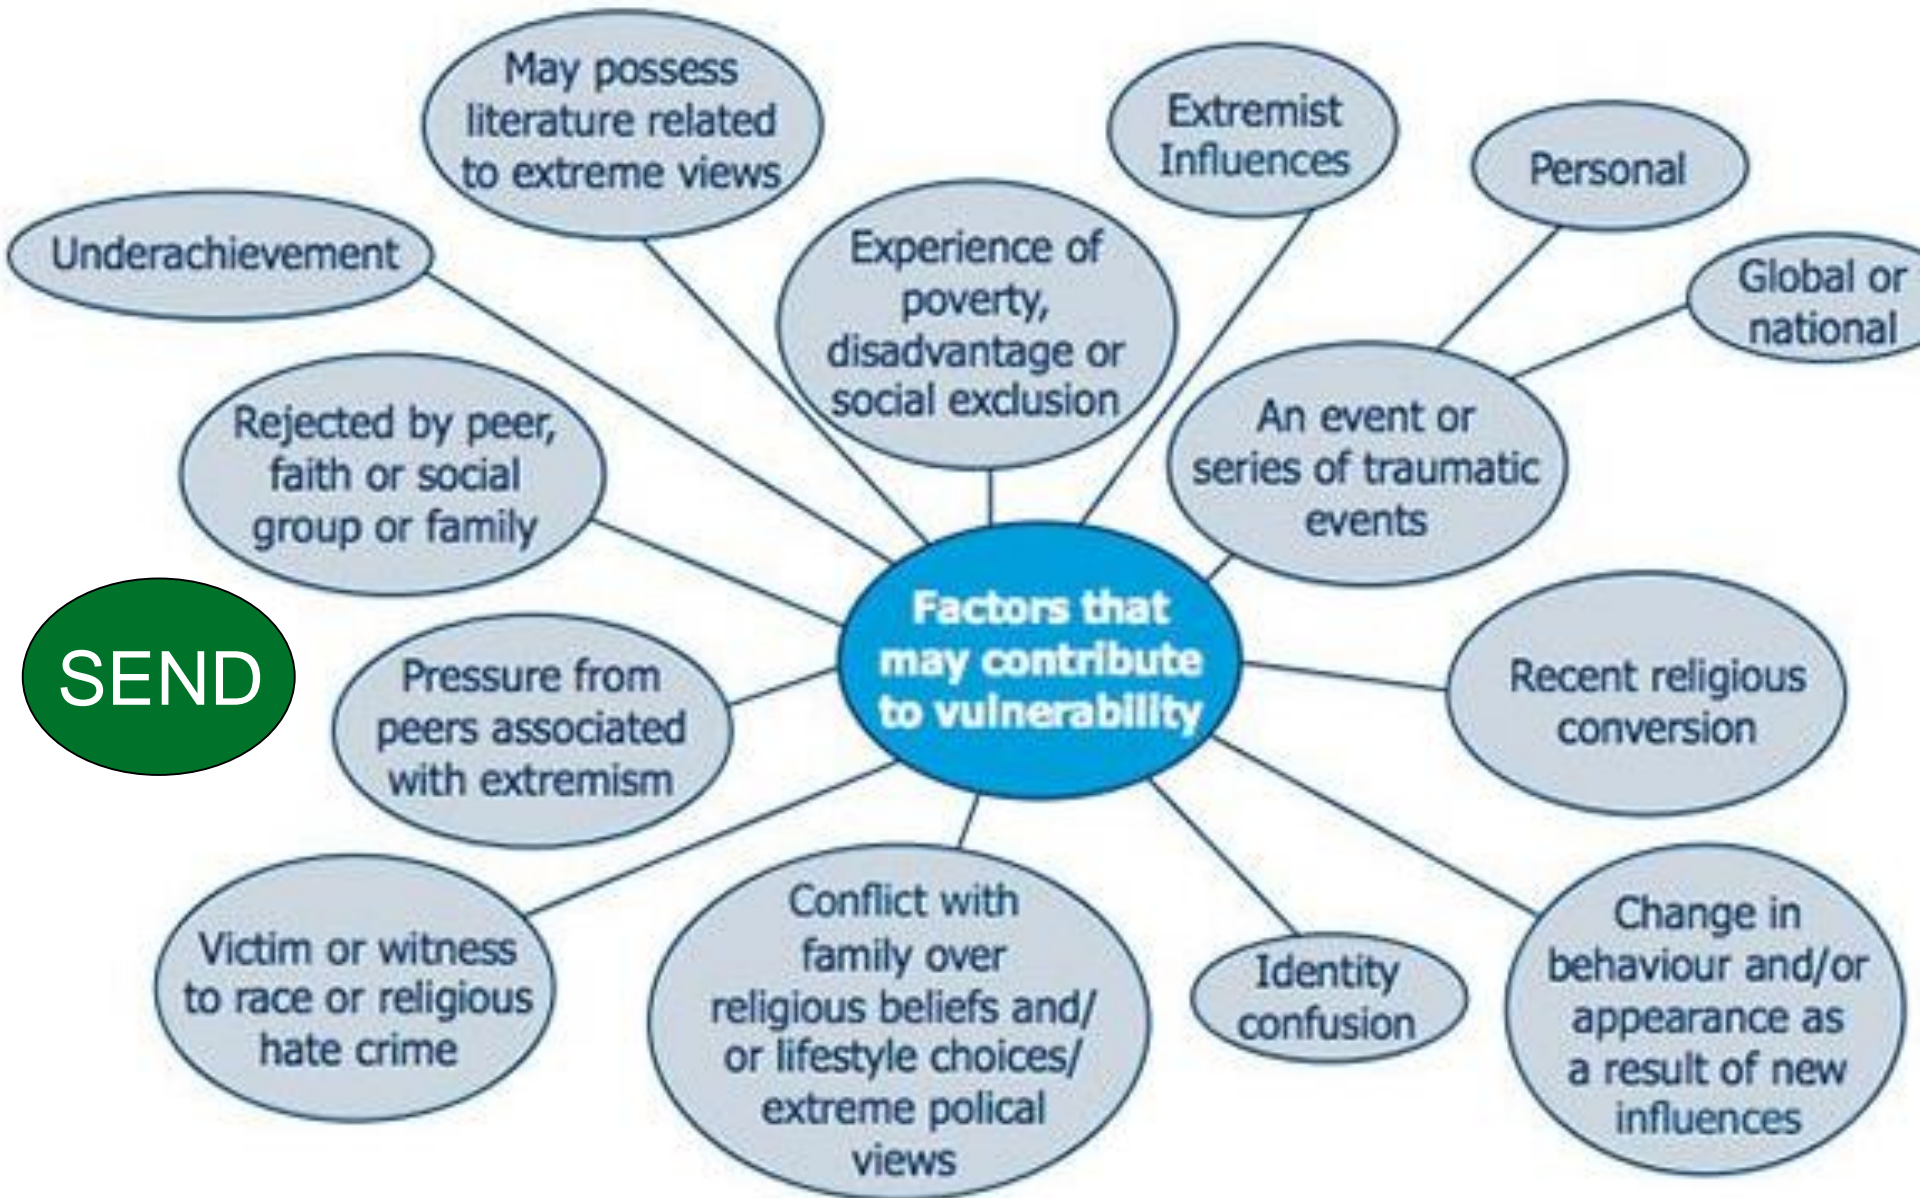 May possess
literature related
to extreme views
Extremist
Influences
Personal
Underachievement
Experience of
poverty,
disadvantage or
social exclusion
Global or
national
Rejected by peer,
faith or social
group or family
An event or
series of traumatic
events
Factors that
may contribute
to vulnerability
SEND
Pressure from
peers associated
with extremism
Recent religious
conversion
Victim or witness
to race or religious
hate crime
Conflict with
family over
religious beliefs and/
or lifestyle choices/
extreme polical
views
Identity
confusion
Change in
behaviour and/or
appearance as
a result of new
influences